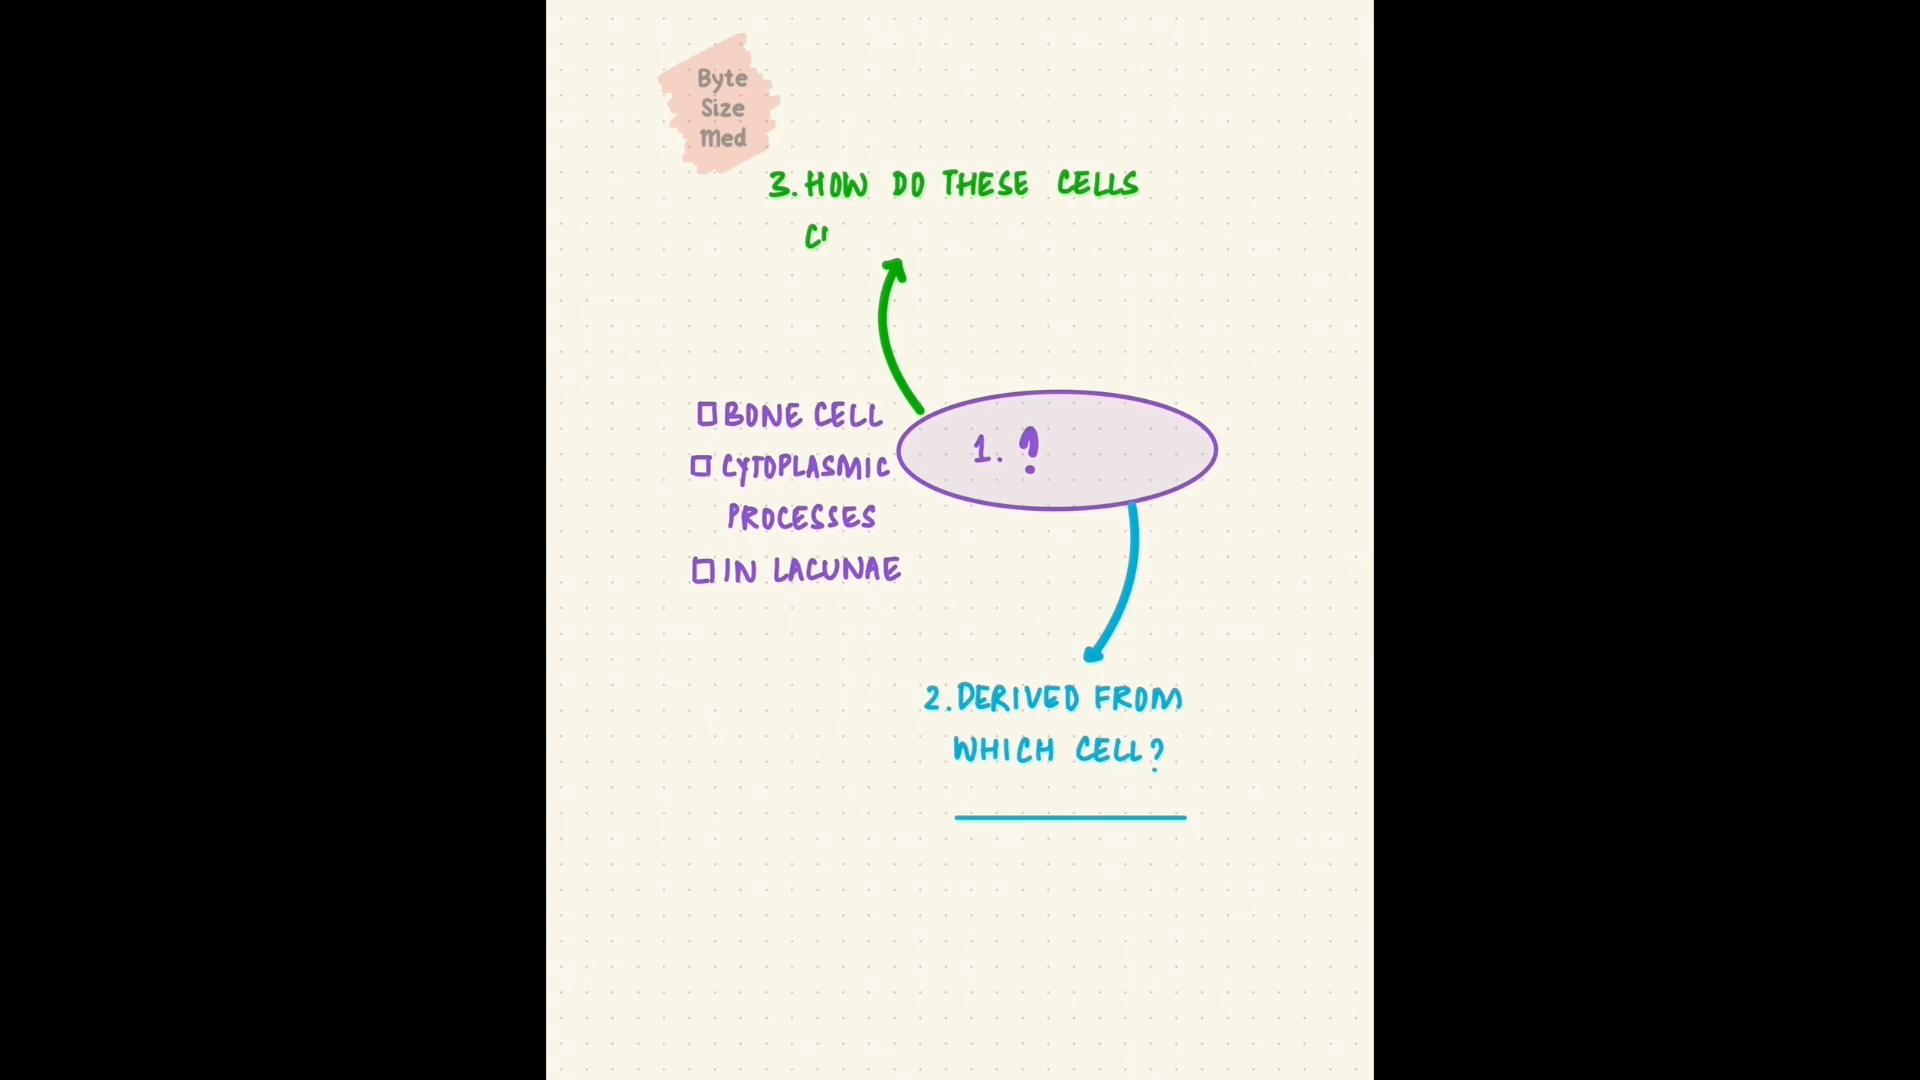 Byte
Size
Med
3. HOW DO THESE CELLS
BONE CELL
CYTOPLASMIC
PROCESSES
IN LACUNAE
1. ?
2. DERIVED FROM
WHICH CELL?